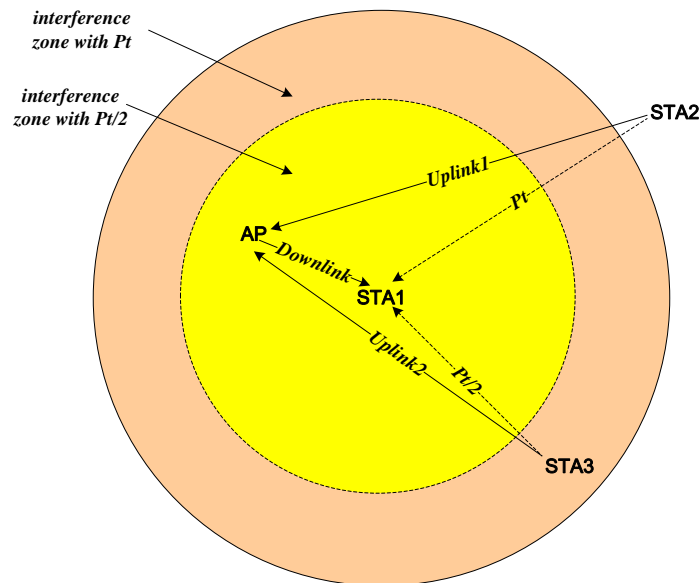 interference
zone with Pt
interference
zone with Pt/2
STA2
Uplink1
Pt
AP
Downlink
STA1
Uplink2
Pt/2
STA3